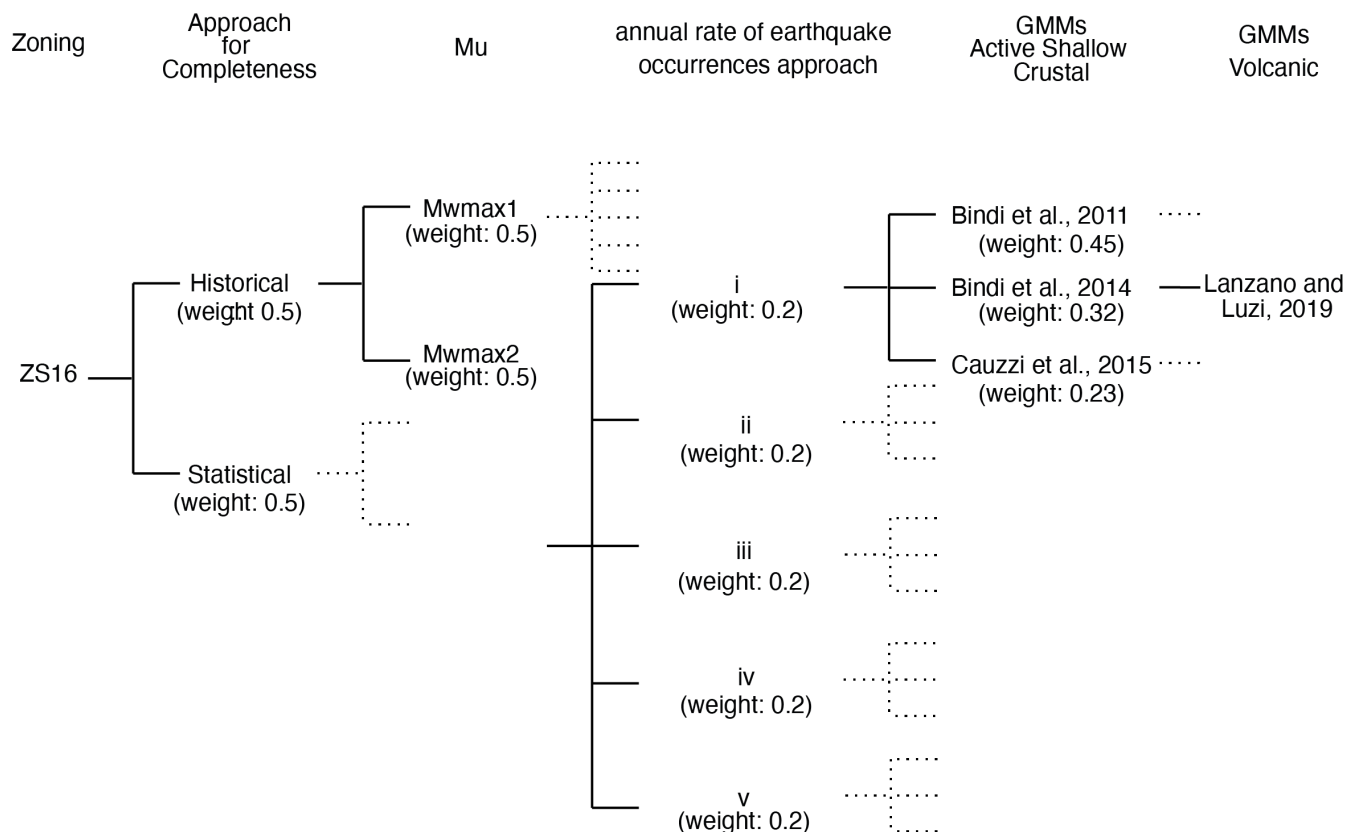 Zoning
Approach
for
Completeness
Mu
annual rate of earthquake
occurrences approach
GMMs
Active Shallow
Crustal
GMMs
Volcanic
ZS16
Historical
(weight 0.5)
Statistical
(weight: 0.5)
Mwmax1
(weight: 0.5)
Mwmax2
(weight: 0.5)
i
(weight: 0.2)
ii
(weight: 0.2)
iii
(weight: 0.2)
iv
(weight: 0.2)
v
(weight: 0.2)
Bindi et al., 2011
(weight: 0.45)
Bindi et al., 2014
(weight: 0.32)
Cauzzi et al., 2015
(weight: 0.23)
Lanzano and
Luzi, 2019